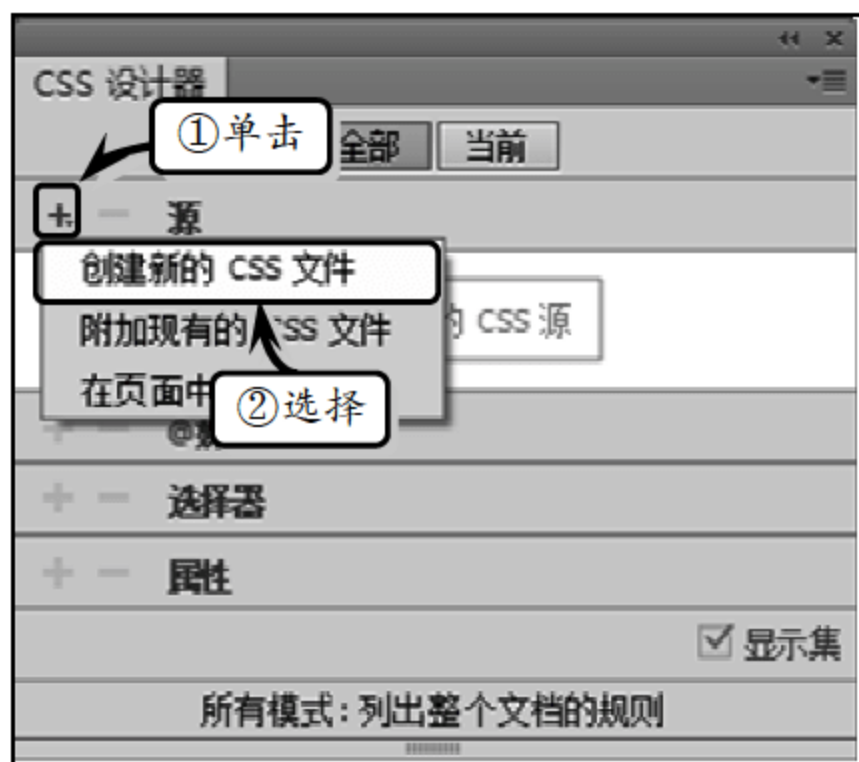 CSS 设计器
①单击
全部 当前
源
创建新的 CSS 文件
附加现有的 CSS 文件
的 CSS 源
在页面中
②选择
选择器
属性
显示集
所有模式:列出整个文档的规则